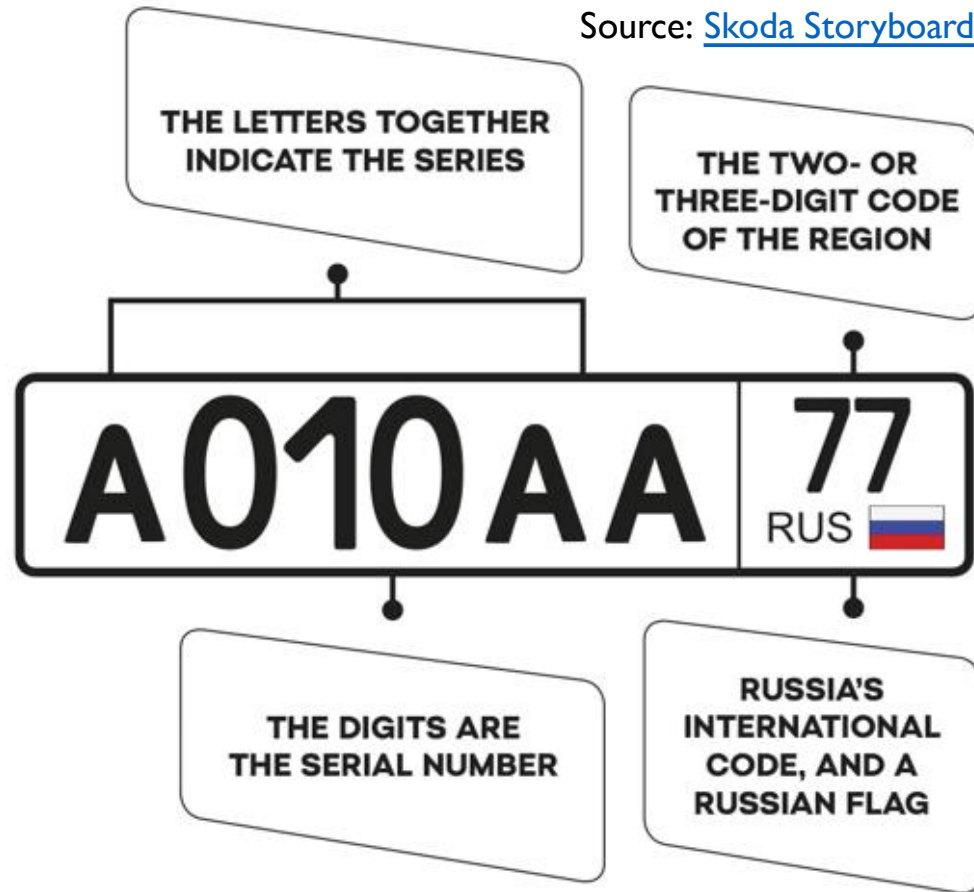 Source: Skoda Storyboard
THE LETTERS TOGETHER
INDICATE THE SERIES
THE TWO- OR
THREE-DIGIT CODE
OF THE REGION
A010AA 77
RUS
THE DIGITS ARE
THE SERIAL NUMBER
RUSSIA'S
INTERNATIONAL
CODE, AND A
RUSSIAN FLAG